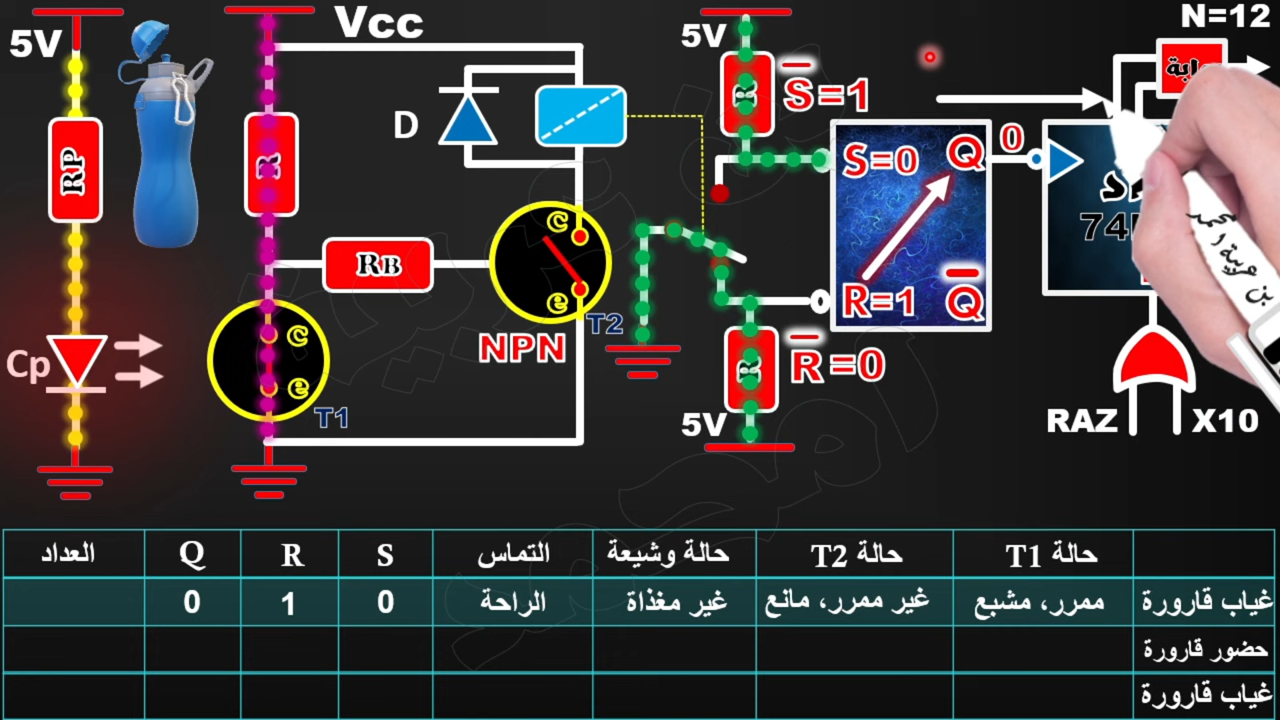 N=12
5V
Vcc
5V
S=1
بوابة
R
R
D
RP
RB
S=0
Q
0
74
c
e
NPN
T2
R=1
Q
R
R=0
Cp
c
e
T1
5V
RAZ
X10
حالة T1
حالة T2
حالة وشيعة
التماس
S
R
Q
العداد
غياب قارورة
ممرر، مشبع
غير ممرر، مانع
غير مغذاة
الراحة
0
1
0
حضور قارورة
غياب قارورة